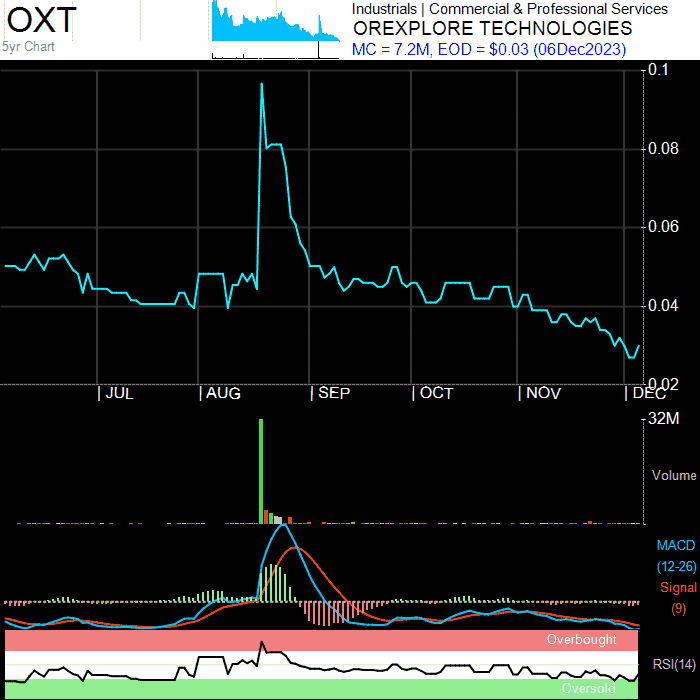 OXT
5yr Chart
Industrials | Commercial & Professional Services
OREXPLORE TECHNOLOGIES
MC = 7.2M, EOD = $0.03 (06Dec2023)
0.1
0.08
0.06
0.04
0.02
| JUL | AUG | SEP | OCT | NOV | DEC
32M
Volume
MACD
(12-26)
Signal
(9)
Overbought
RSI(14)
Oversold